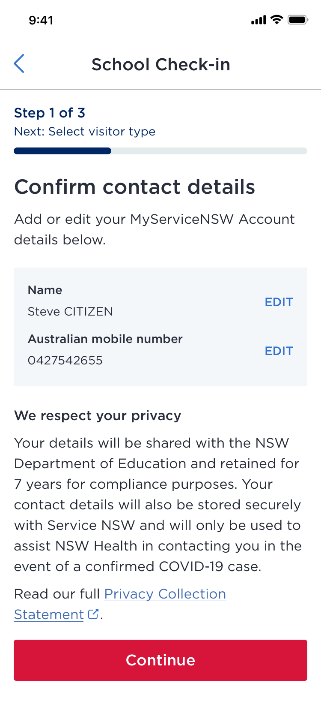 9:41
School Check-in
Step 1 of 3
Next: Select visitor type
Confirm contact details
Add or edit your MyServiceNSW Account
details below.
Name
EDIT
Steve CITIZEN
Australian mobile number
EDIT
0427542655
We respect your privacy
Your details will be shared with the NSW
Department of Education and retained for
7 years for compliance purposes. Your
contact details will also be stored securely
with Service NSW and will only be used to
assist NSW Health in contacting you in the
event of a confirmed COVID-19 case.
Read our full Privacy Collection
Statement.
Continue